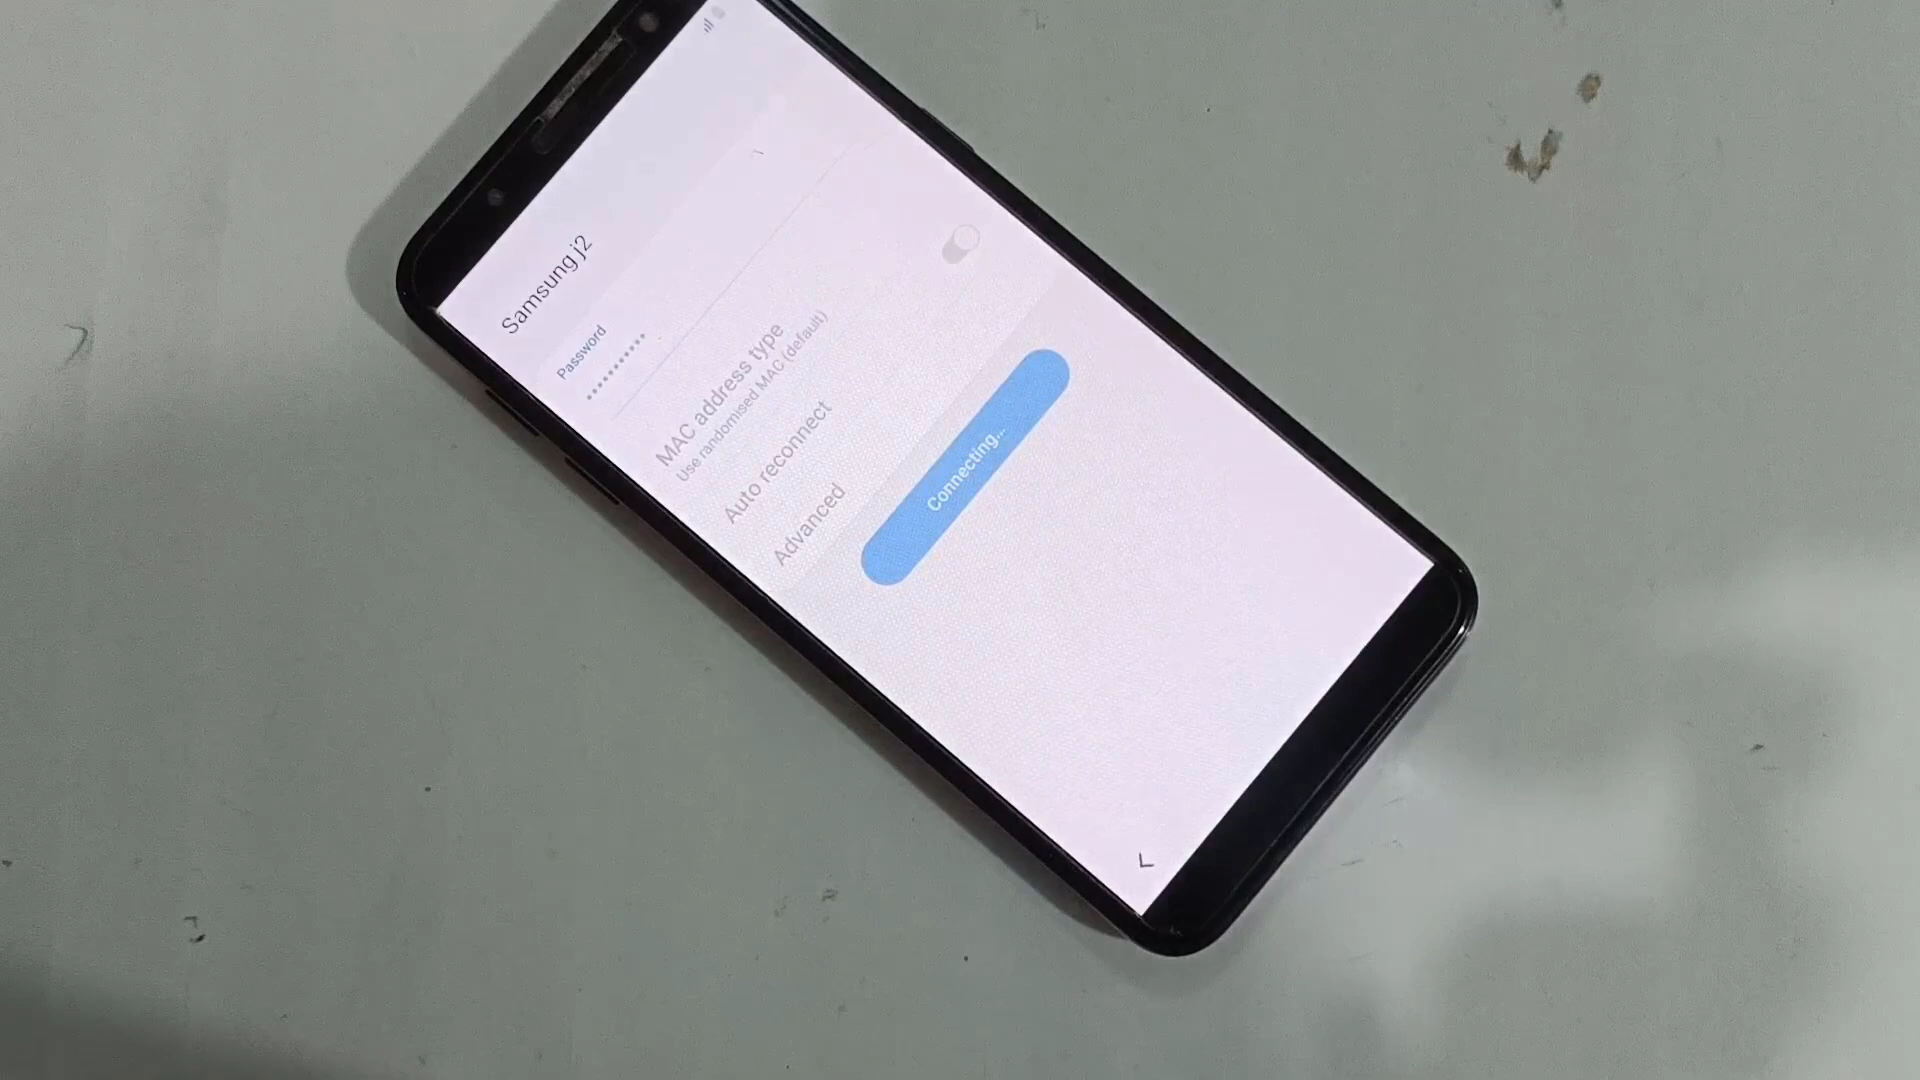 Samsung j2
Password
MAC address type
Use randomised MAC (default)
Auto reconnect
Advanced
Connecting...